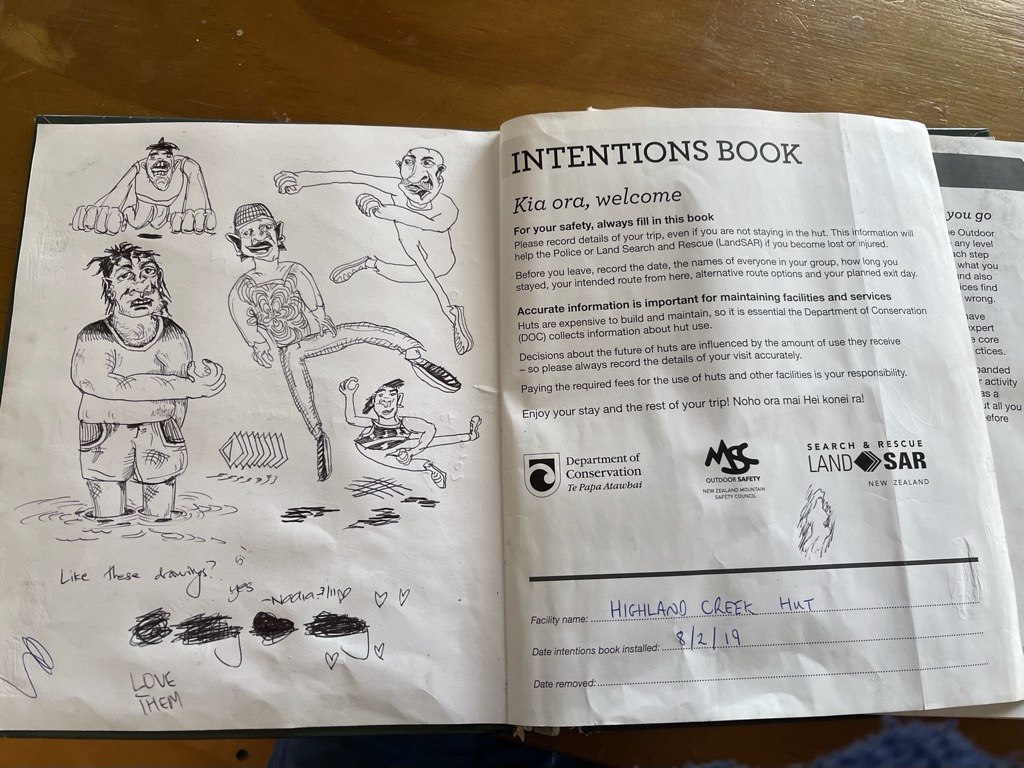 Like these drawings?
yes
LOVE
THEM
INTENTIONS BOOK
Kia ora, welcome
For your safety, always fill in this book
Please record details of your trip, even if you are not staying in the hut. This information will
help the Police or Land Search and Rescue (LandSAR) if you become lost or injured.
Before you leave, record the date, the names of everyone in your group, how long you
stayed, your intended route from here, alternative route options and your planned exit day.
Accurate information is important for maintaining facilities and services
Huts are expensive to build and maintain, so it is essential the Department of Conservation
(DOC) collects information about hut use.
Decisions about the future of huts are influenced by the amount of use they receive
– so please always record the details of your visit accurately.
Paying the required fees for the use of huts and other facilities is your responsibility.
Enjoy your stay and the rest of your trip! Noho ora mai Hei konei ra!
Department of
Conservation
Te Papa Atawhai
MSC
OUTDOOR SAFETY
NEW ZEALAND MOUNTAIN
SAFETY COUNCIL
SEARCH & RESCUE
LAND SAR
NEW ZEALAND
Facility name: HIGHLAND CREEK HUT
Date intentions book installed: 8/2/19
Date removed:
you go
Outdoor
any level
each step
what you
and also
find
wrong.
have
expert
core
activity
as a
all you
before